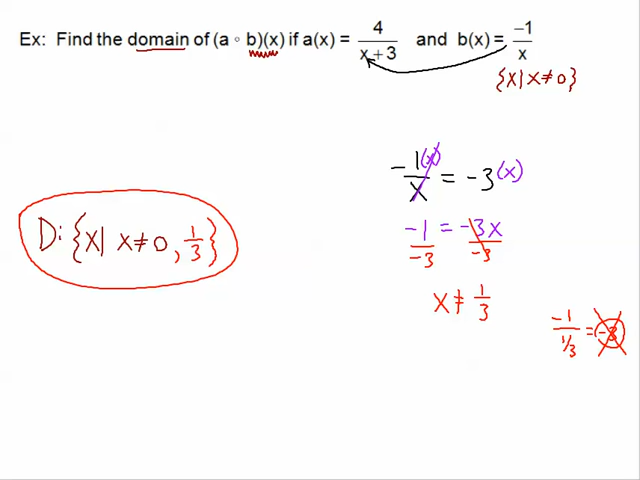 Ex: Find the domain of (a ∘ b)(x) if a(x) = 4/(x + 3) and b(x) = −1/x
{x| x ≠ 0}
−1(x)/x = −3(x)
−1/−3 = −3x/−3
D: {x| x ≠ 0, 1/3}
x ≠ 1/3
−1/(1/3) = −3